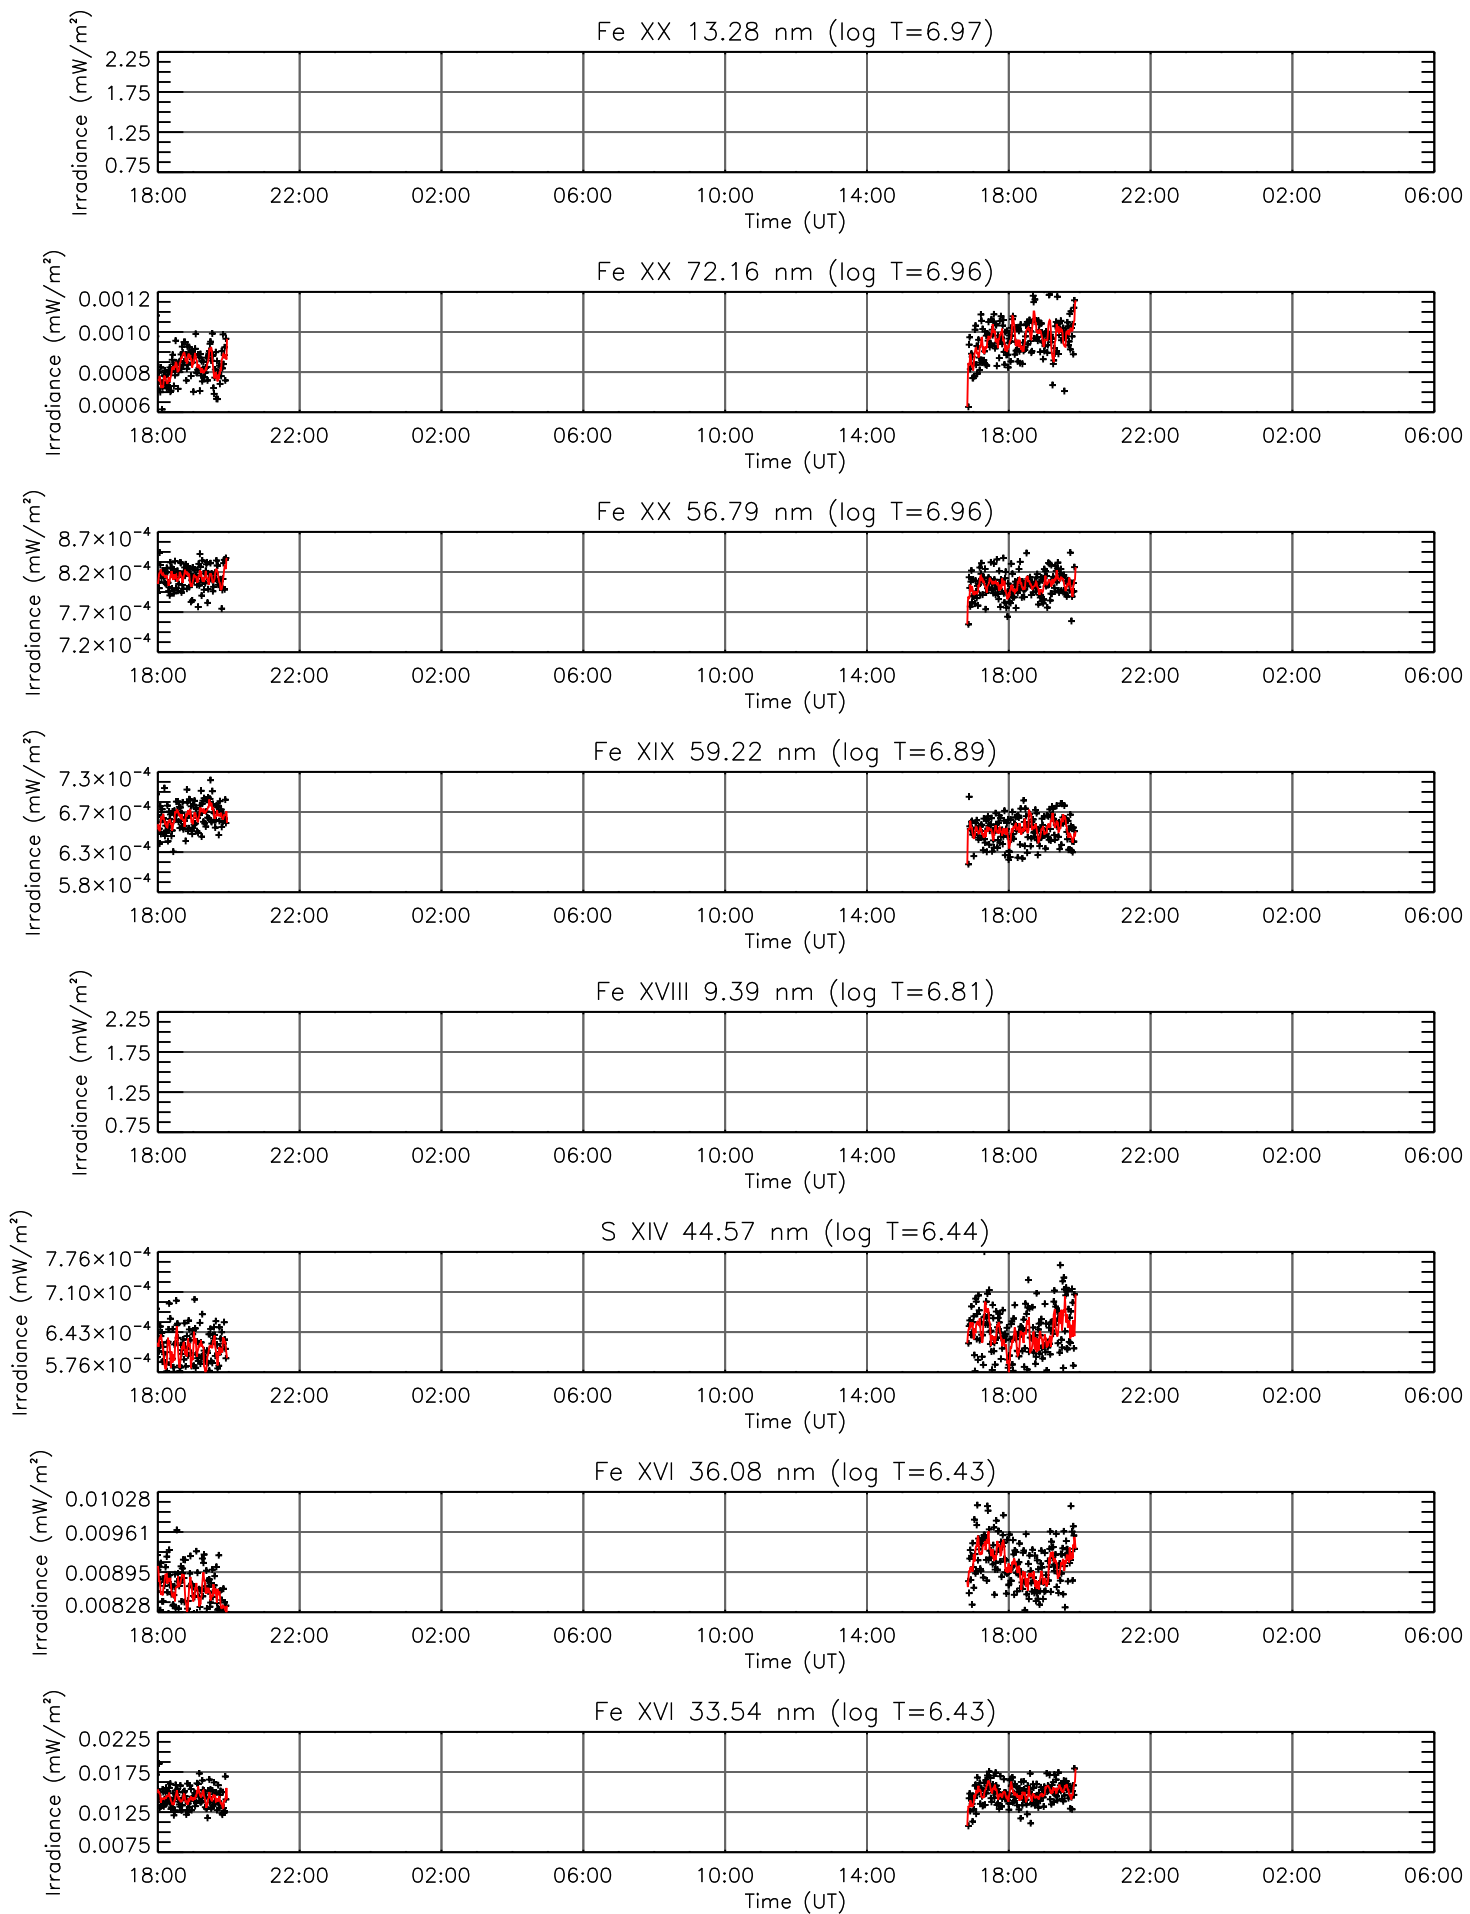 Fe XX 13.28 nm (log T=6.97)
Irradiance (mW/m²)
2.25
1.75
1.25
0.75
18:00 22:00 02:00 06:00 10:00 14:00 18:00 22:00 02:00 06:00
Time (UT)
Fe XX 72.16 nm (log T=6.96)
Irradiance (mW/m²)
0.0012
0.0010
0.0008
0.0006
18:00 22:00 02:00 06:00 10:00 14:00 18:00 22:00 02:00 06:00
Time (UT)
Fe XX 56.79 nm (log T=6.96)
Irradiance (mW/m²)
8.7×10⁻⁴
8.2×10⁻⁴
7.7×10⁻⁴
7.2×10⁻⁴
18:00 22:00 02:00 06:00 10:00 14:00 18:00 22:00 02:00 06:00
Time (UT)
Fe XIX 59.22 nm (log T=6.89)
Irradiance (mW/m²)
7.3×10⁻⁴
6.7×10⁻⁴
6.3×10⁻⁴
5.8×10⁻⁴
18:00 22:00 02:00 06:00 10:00 14:00 18:00 22:00 02:00 06:00
Time (UT)
Fe XVIII 9.39 nm (log T=6.81)
Irradiance (mW/m²)
2.25
1.75
1.25
0.75
18:00 22:00 02:00 06:00 10:00 14:00 18:00 22:00 02:00 06:00
Time (UT)
S XIV 44.57 nm (log T=6.44)
Irradiance (mW/m²)
7.76×10⁻⁴
7.10×10⁻⁴
6.43×10⁻⁴
5.76×10⁻⁴
18:00 22:00 02:00 06:00 10:00 14:00 18:00 22:00 02:00 06:00
Time (UT)
Fe XVI 36.08 nm (log T=6.43)
Irradiance (mW/m²)
0.01028
0.00961
0.00895
0.00828
18:00 22:00 02:00 06:00 10:00 14:00 18:00 22:00 02:00 06:00
Time (UT)
Fe XVI 33.54 nm (log T=6.43)
Irradiance (mW/m²)
0.0225
0.0175
0.0125
0.0075
18:00 22:00 02:00 06:00 10:00 14:00 18:00 22:00 02:00 06:00
Time (UT)